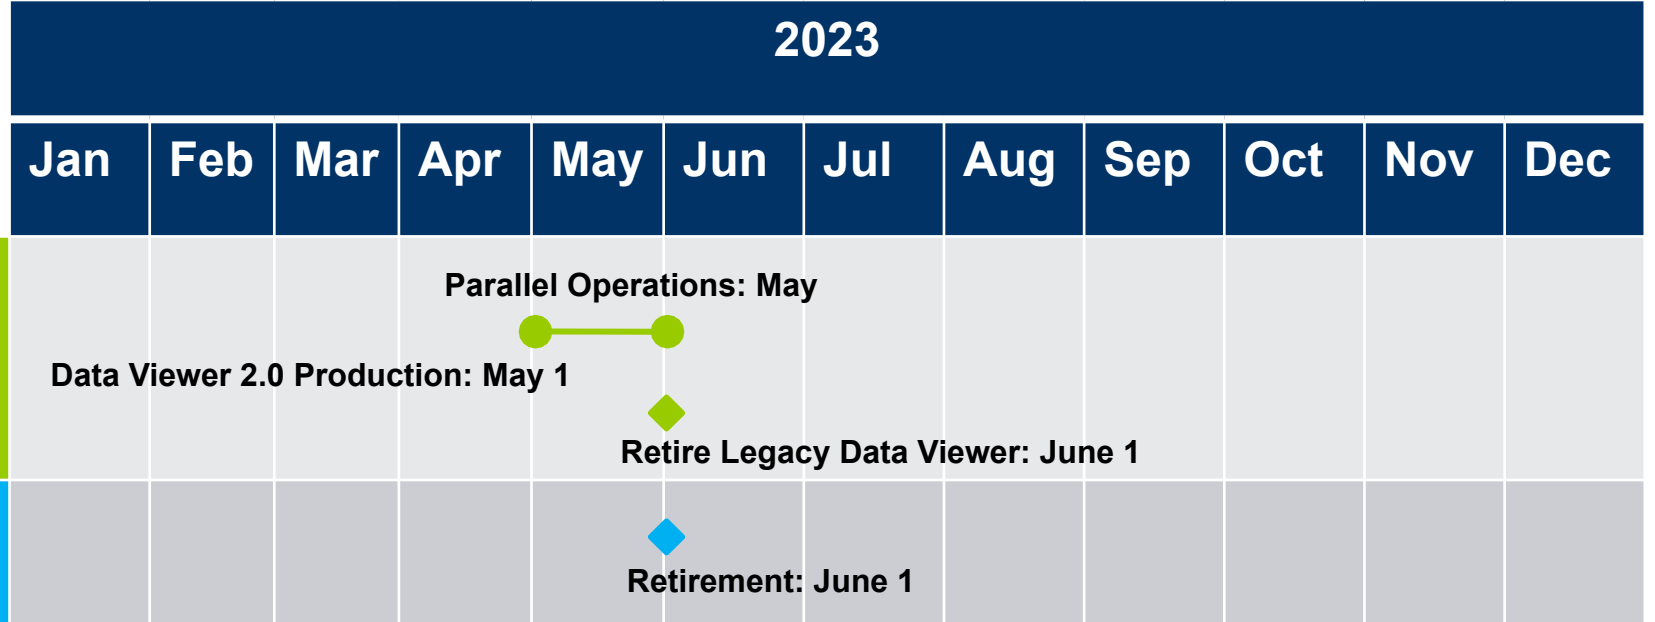 2023
Jan Feb Mar Apr May Jun Jul Aug Sep Oct Nov Dec
Parallel Operations: May
Data Viewer 2.0 Production: May 1
Retire Legacy Data Viewer: June 1
Retirement: June 1